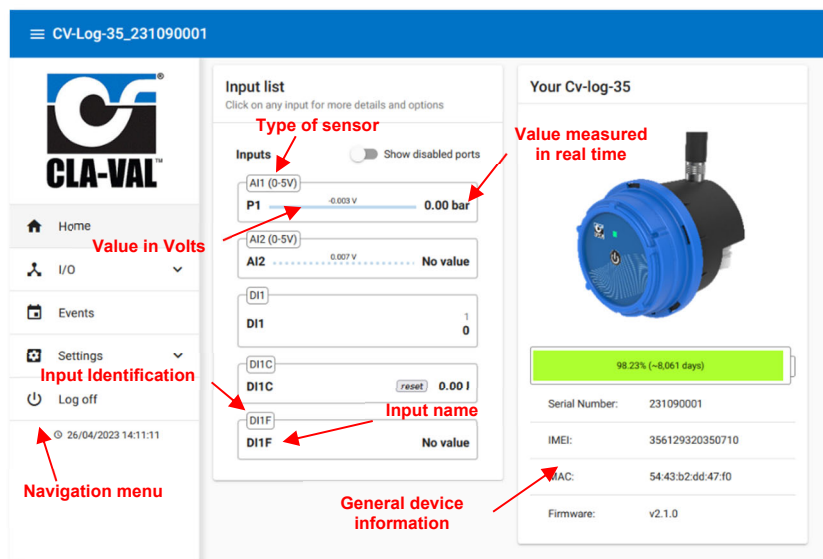 CV-Log-35_231090001
CLA-VAL™
Home
I/O
Events
Settings
Log off
26/04/2023 14:11:11
Navigation menu
Input list
Click on any input for more details and options
Type of sensor
Inputs
Show disabled ports
AI1 (0-5V)
P1 -0.003 V 0.00 bar
Value in Volts
AI2 (0-5V)
AI2 0.007 V No value
DI1
DI1 1
0
Input Identification
DI1C
DI1C reset 0.00 l
Input name
DI1F
DI1F No value
Value measured
in real time
Your Cv-log-35
98.23% (~8,061 days)
Serial Number: 231090001
IMEI: 356129320350710
MAC: 54:43:b2:dd:47:f0
Firmware: v2.1.0
General device
information